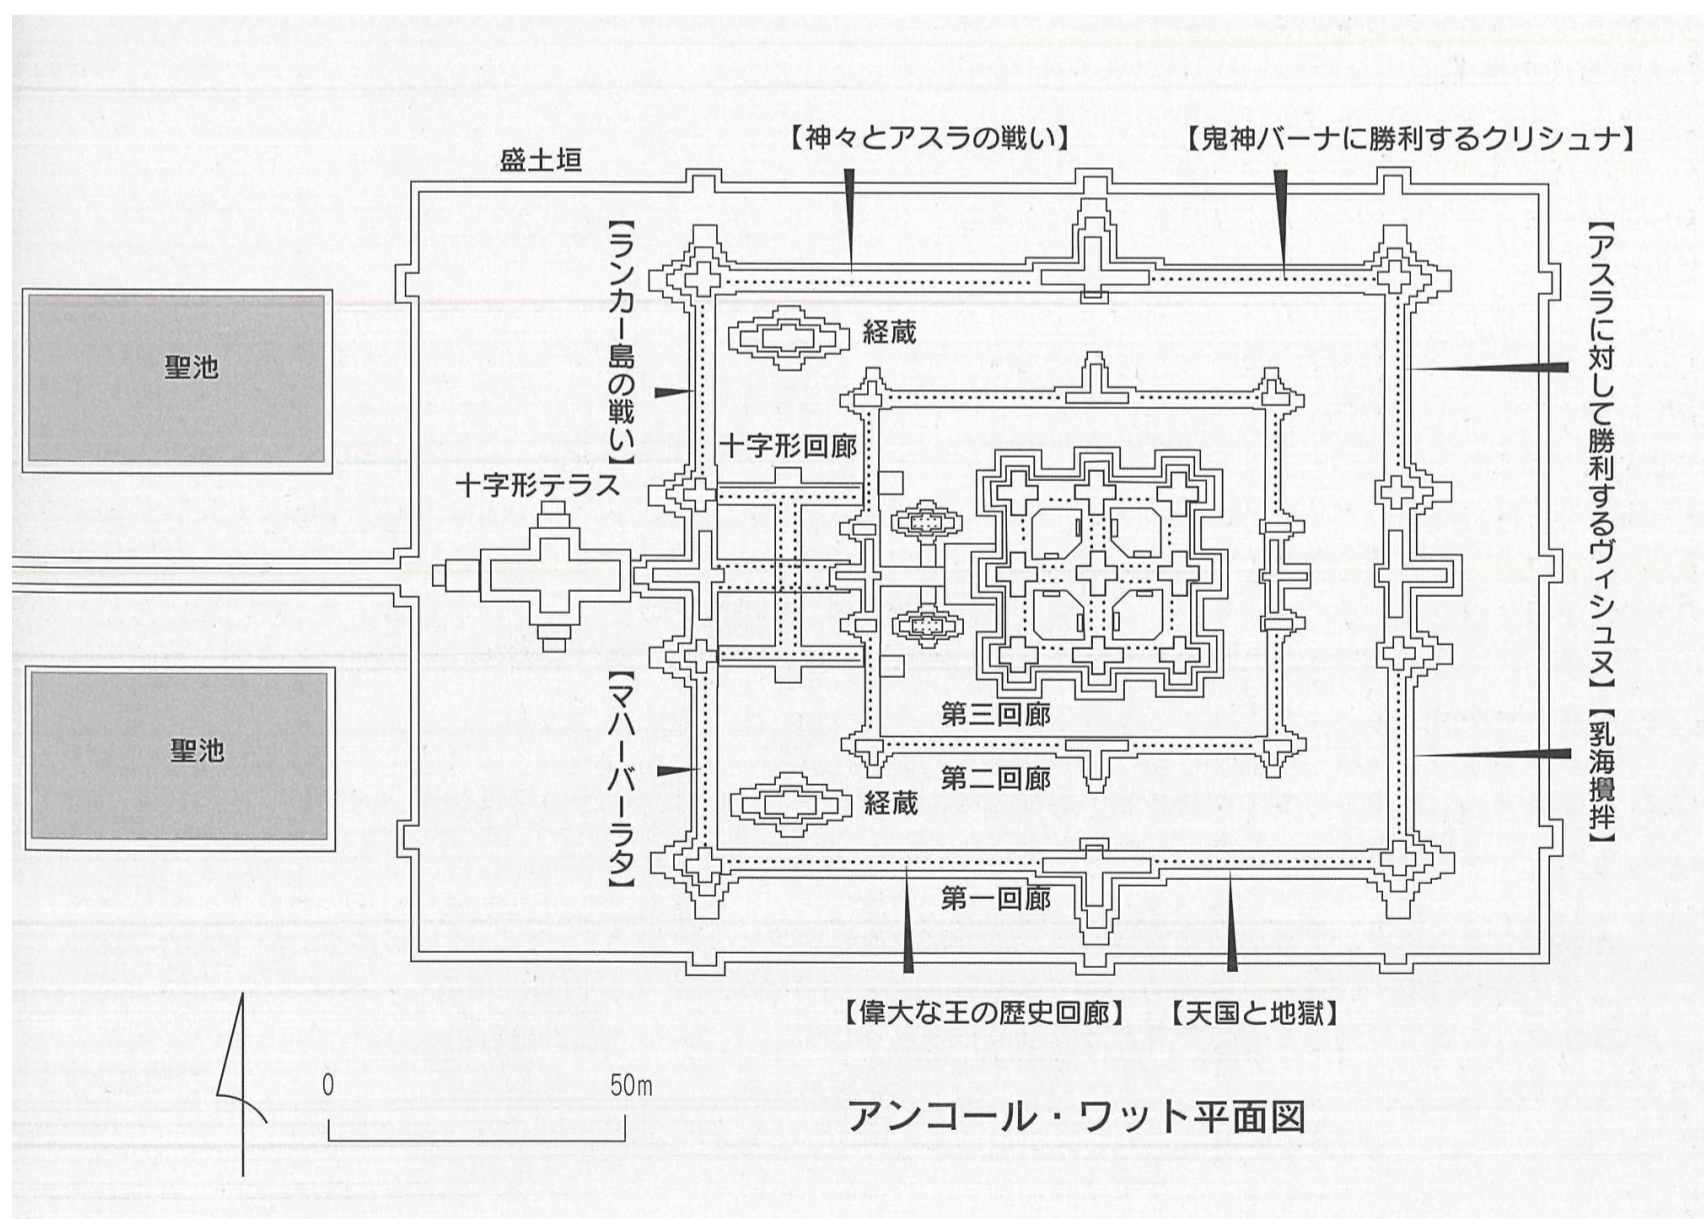 【神々とアスラの戦い】
【鬼神バーナに勝利するクリシュナ】
盛土垣
【ランカー島の戦い】
【アスラに対して勝利するヴィシュヌ】
経蔵
聖池
十字形回廊
十字形テラス
【マハーバーラタ】
第三回廊
【乳海攪拌】
聖池
第二回廊
経蔵
第一回廊
【偉大な王の歴史回廊】
【天国と地獄】
0
50m
アンコール・ワット平面図